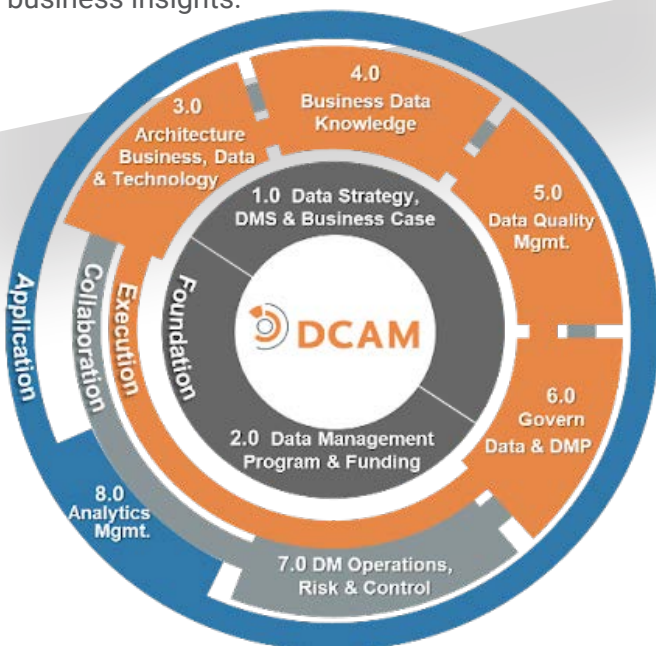 business insights.
3.0
Architecture
Business, Data
& Technology
4.0
Business Data
Knowledge
5.0
Data Quality
Mgmt.
6.0
Govern
Data & DMP
7.0 DM Operations,
Risk & Control
8.0
Analytics
Mgmt.
1.0 Data Strategy,
DMS & Business Case
2.0 Data Management
Program & Funding
DCAM
Foundation
Execution
Collaboration
Application